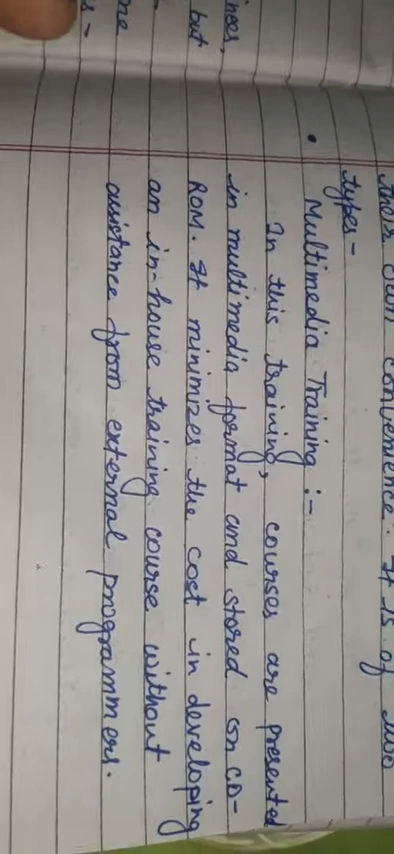 their own convenience. It is of two
types-
• Multimedia Training :-
In this training, courses are presented
in multimedia format and stored on CD-
ROM. It minimizes the cost in developing
an in-house training course without
assistance from external programmers.
but